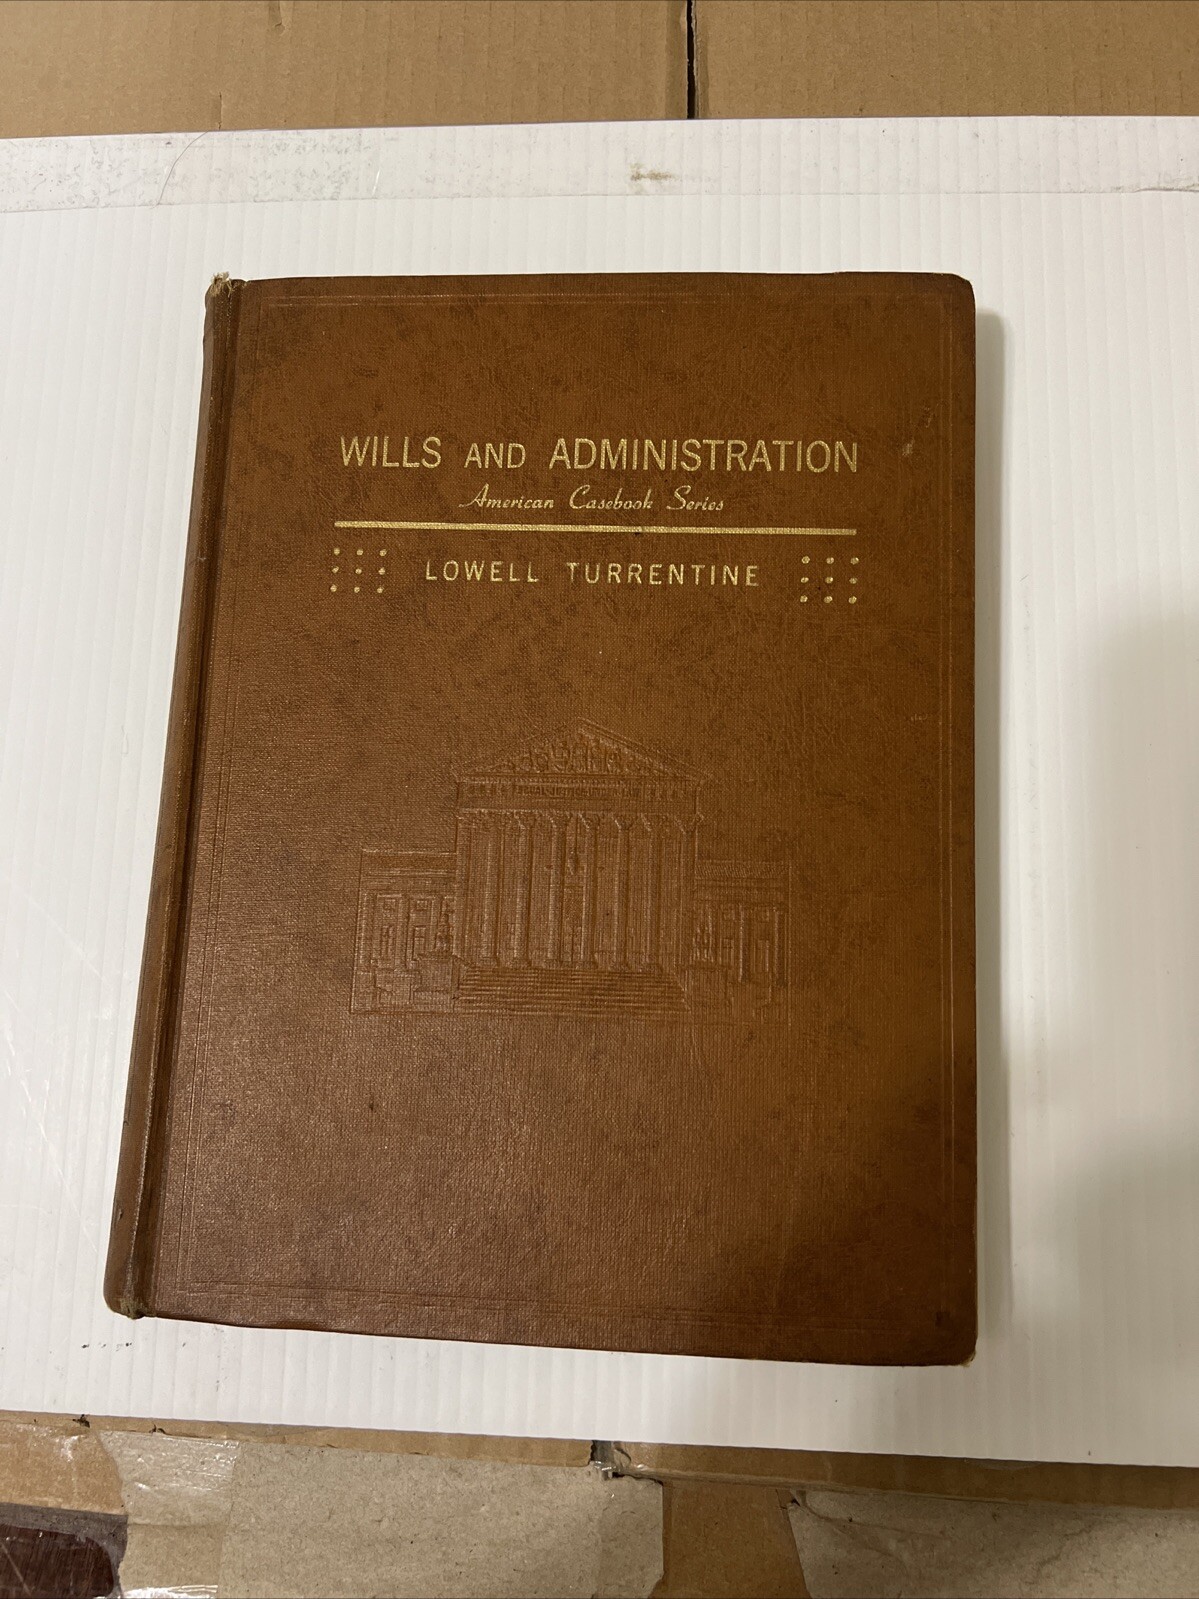 WILLS AND ADMINISTRATION
American Casebook Series
LOWELL TURRENTINE